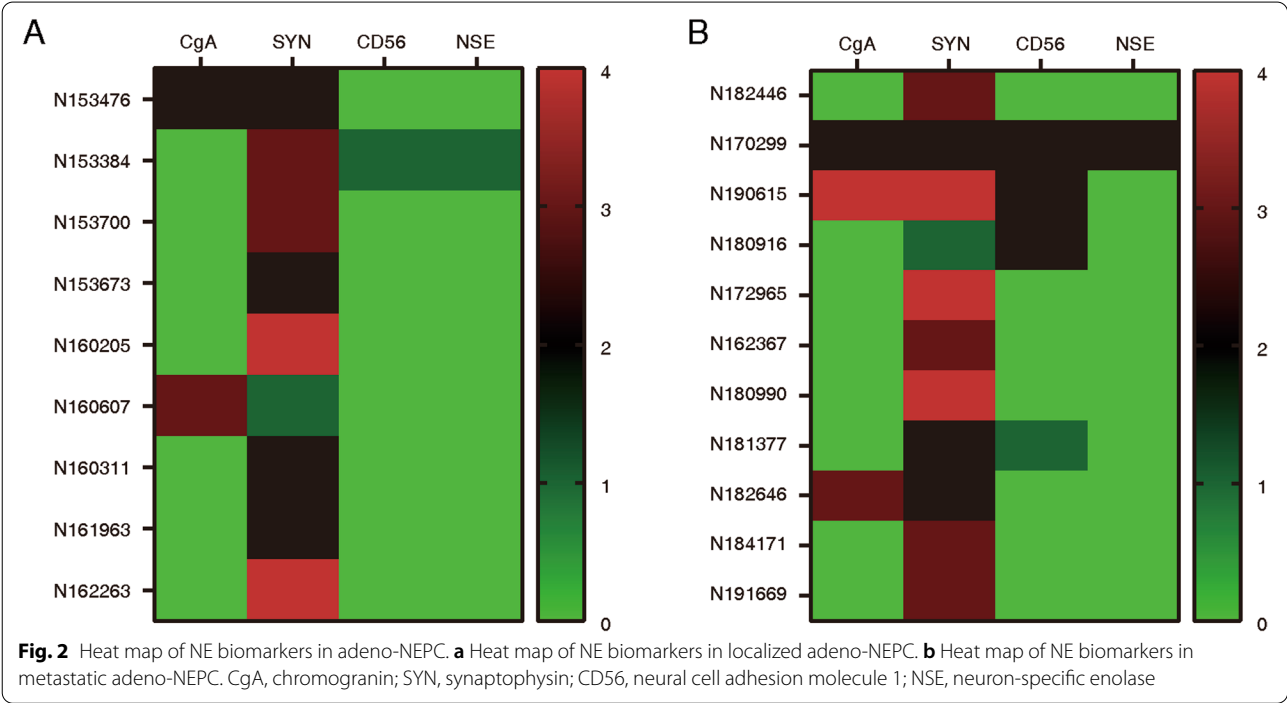 A
CgA SYN CD56 NSE
N153476
N153384
N153700
N153673
N160205
N160607
N160311
N161963
N162263
4
3
2
1
0
B
CgA SYN CD56 NSE
N182446
N170299
N190615
N180916
N172965
N162367
N180990
N181377
N182646
N184171
N191669
4
3
2
1
0
Fig. 2 Heat map of NE biomarkers in adeno-NEPC. a Heat map of NE biomarkers in localized adeno-NEPC. b Heat map of NE biomarkers in
metastatic adeno-NEPC. CgA, chromogranin; SYN, synaptophysin; CD56, neural cell adhesion molecule 1; NSE, neuron-specific enolase